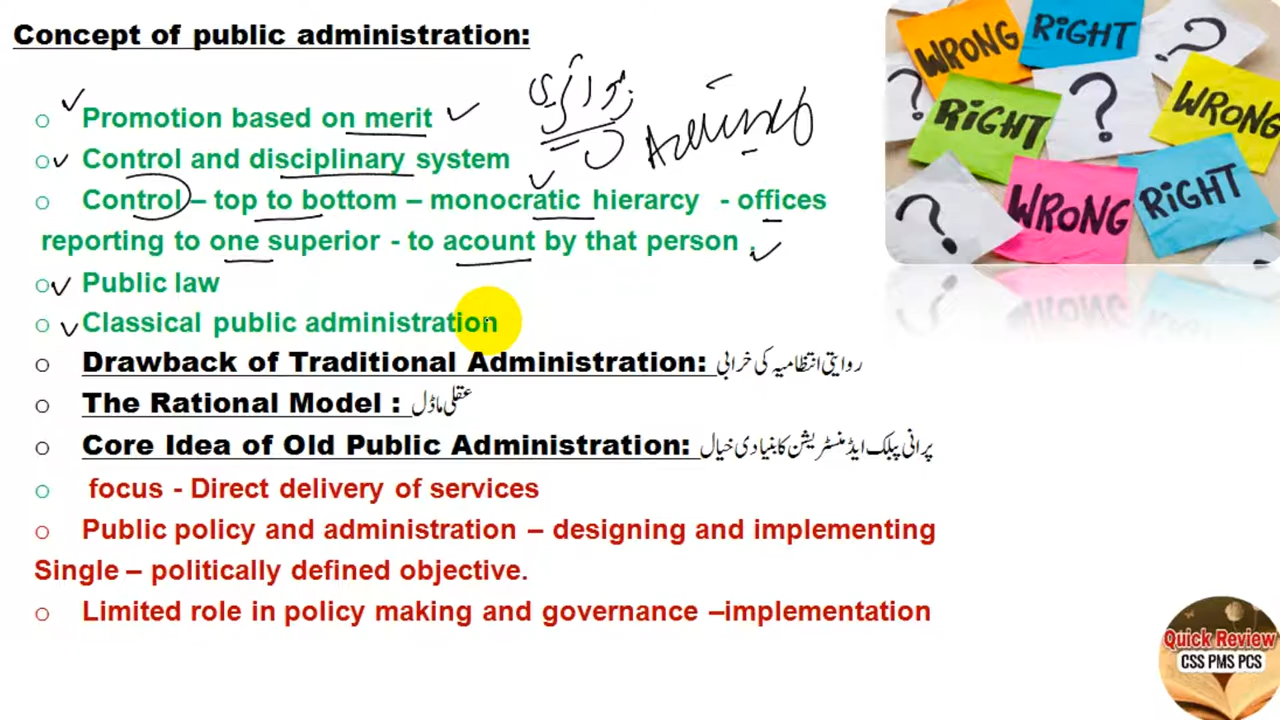 Concept of public administration:
Promotion based on merit
Control and disciplinary system
Control – top to bottom – monocratic hierarcy - offices
reporting to one superior - to acount by that person .
Public law
Classical public administration
Drawback of Traditional Administration: روایتی انتظامیہ کی خرابی
The Rational Model : عقلی ماڈل
Core Idea of Old Public Administration: پرانی پبلک ایڈمنسٹریشن کا بنیادی خیال
focus - Direct delivery of services
Public policy and administration – designing and implementing
Single – politically defined objective.
Limited role in policy making and governance –implementation
WRONG
RiGHT
?
?
RiGHT
?
WRONG
?
WRONG
RiGHT
Quick Review
CSS PMS PCS